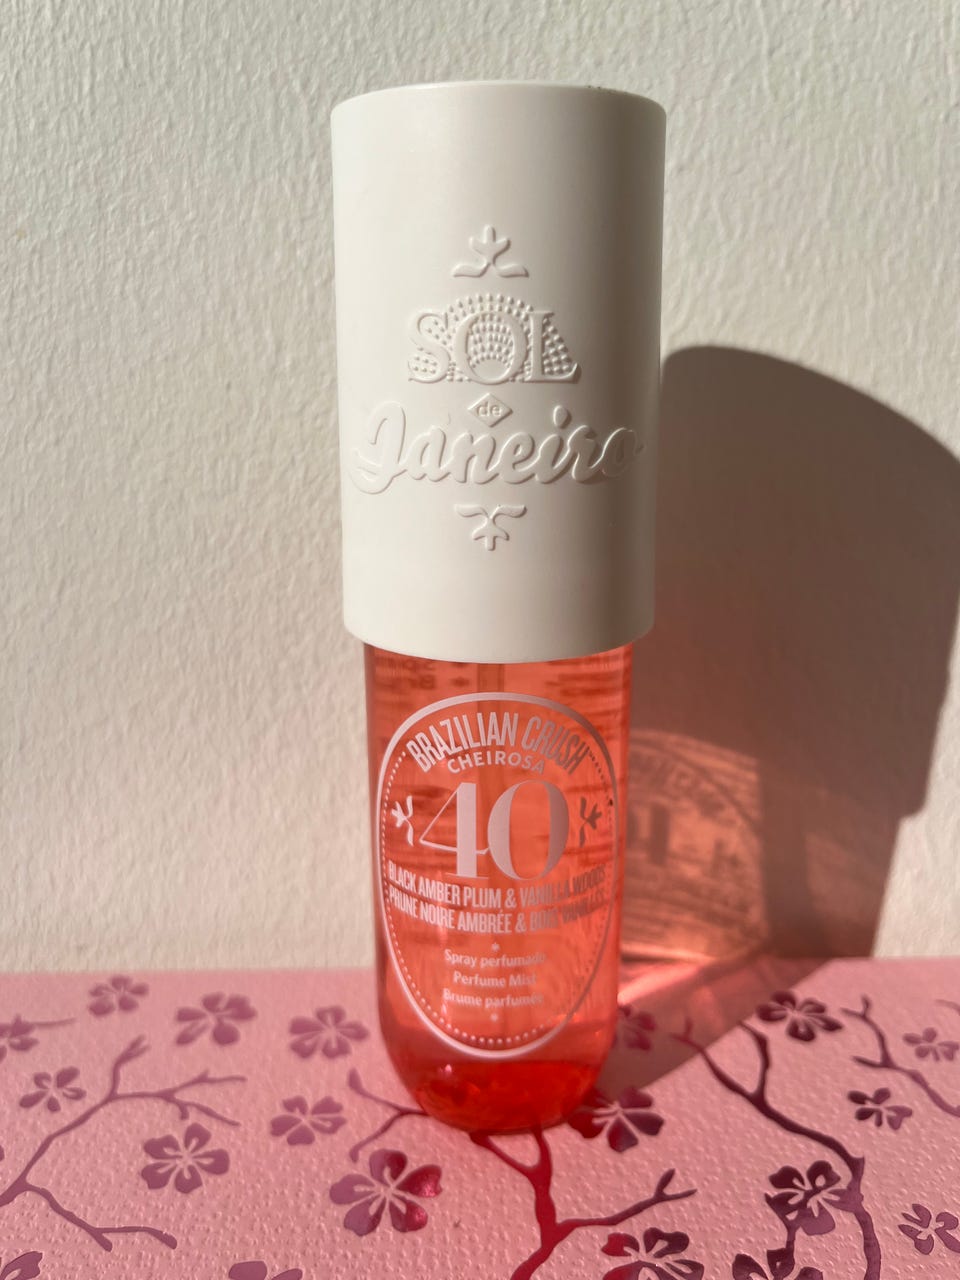 SOL
de
Janeiro
BRAZILIAN CRUSH
CHEIROSA
40
BLACK AMBER PLUM & VANILLA WOODS
PRUNE NOIRE AMBRÉE & BOIS VANILLÉ
Spray perfumado
Perfume Mist
Brume parfumée